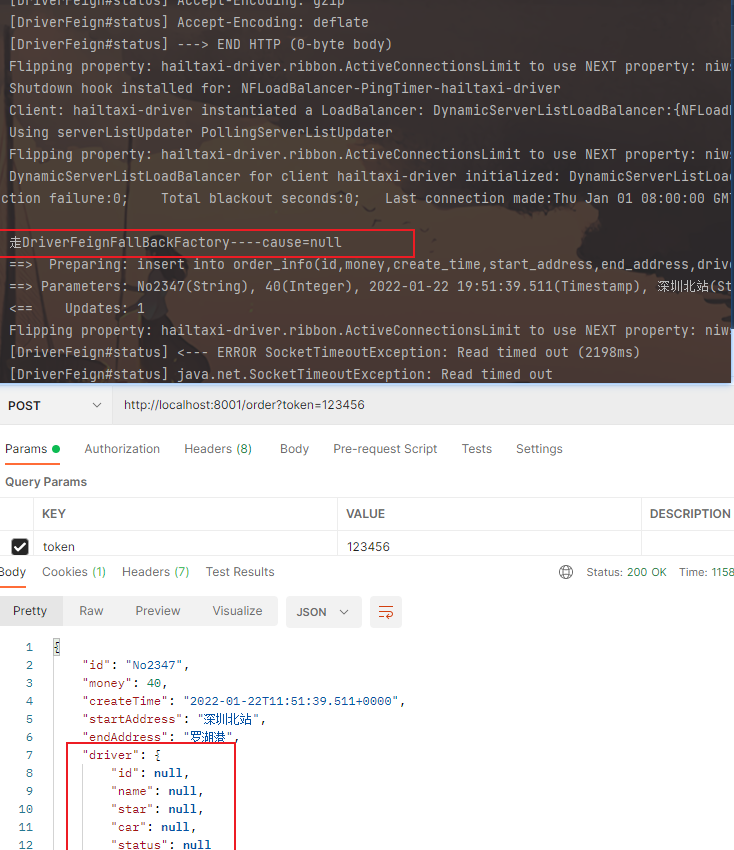 [DriverFeign#status] Accept-Encoding: gzip
[DriverFeign#status] Accept-Encoding: deflate
[DriverFeign#status] ---> END HTTP (0-byte body)
Flipping property: hailtaxi-driver.ribbon.ActiveConnectionsLimit to use NEXT property: niws
Shutdown hook installed for: NFLoadBalancer-PingTimer-hailtaxi-driver
Client: hailtaxi-driver instantiated a LoadBalancer: DynamicServerListLoadBalancer:{NFLoadB
Using serverListUpdater PollingServerListUpdater
Flipping property: hailtaxi-driver.ribbon.ActiveConnectionsLimit to use NEXT property: niws
DynamicServerListLoadBalancer for client hailtaxi-driver initialized: DynamicServerListLoad
ction failure:0;    Total blackout seconds:0;   Last connection made:Thu Jan 01 08:00:00 GMT
走DriverFeignFallBackFactory----cause=null
==>  Preparing: insert into order_info(id,money,create_time,start_address,end_address,drive
==> Parameters: No2347(String), 40(Integer), 2022-01-22 19:51:39.511(Timestamp), 深圳北站(St
<==    Updates: 1
Flipping property: hailtaxi-driver.ribbon.ActiveConnectionsLimit to use NEXT property: niws
[DriverFeign#status] <--- ERROR SocketTimeoutException: Read timed out (2198ms)
[DriverFeign#status] java.net.SocketTimeoutException: Read timed out
POST http://localhost:8001/order?token=123456
Params Authorization Headers (8) Body Pre-request Script Tests Settings
Query Params
KEY VALUE DESCRIPTION
token 123456
Body Cookies (1) Headers (7) Test Results Status: 200 OK Time: 1158
Pretty Raw Preview Visualize JSON
1 {
2 "id": "No2347",
3 "money": 40,
4 "createTime": "2022-01-22T11:51:39.511+0000",
5 "startAddress": "深圳北站",
6 "endAddress": "罗湖港",
7 "driver": {
8 "id": null,
9 "name": null,
10 "star": null,
11 "car": null,
12 "status": null